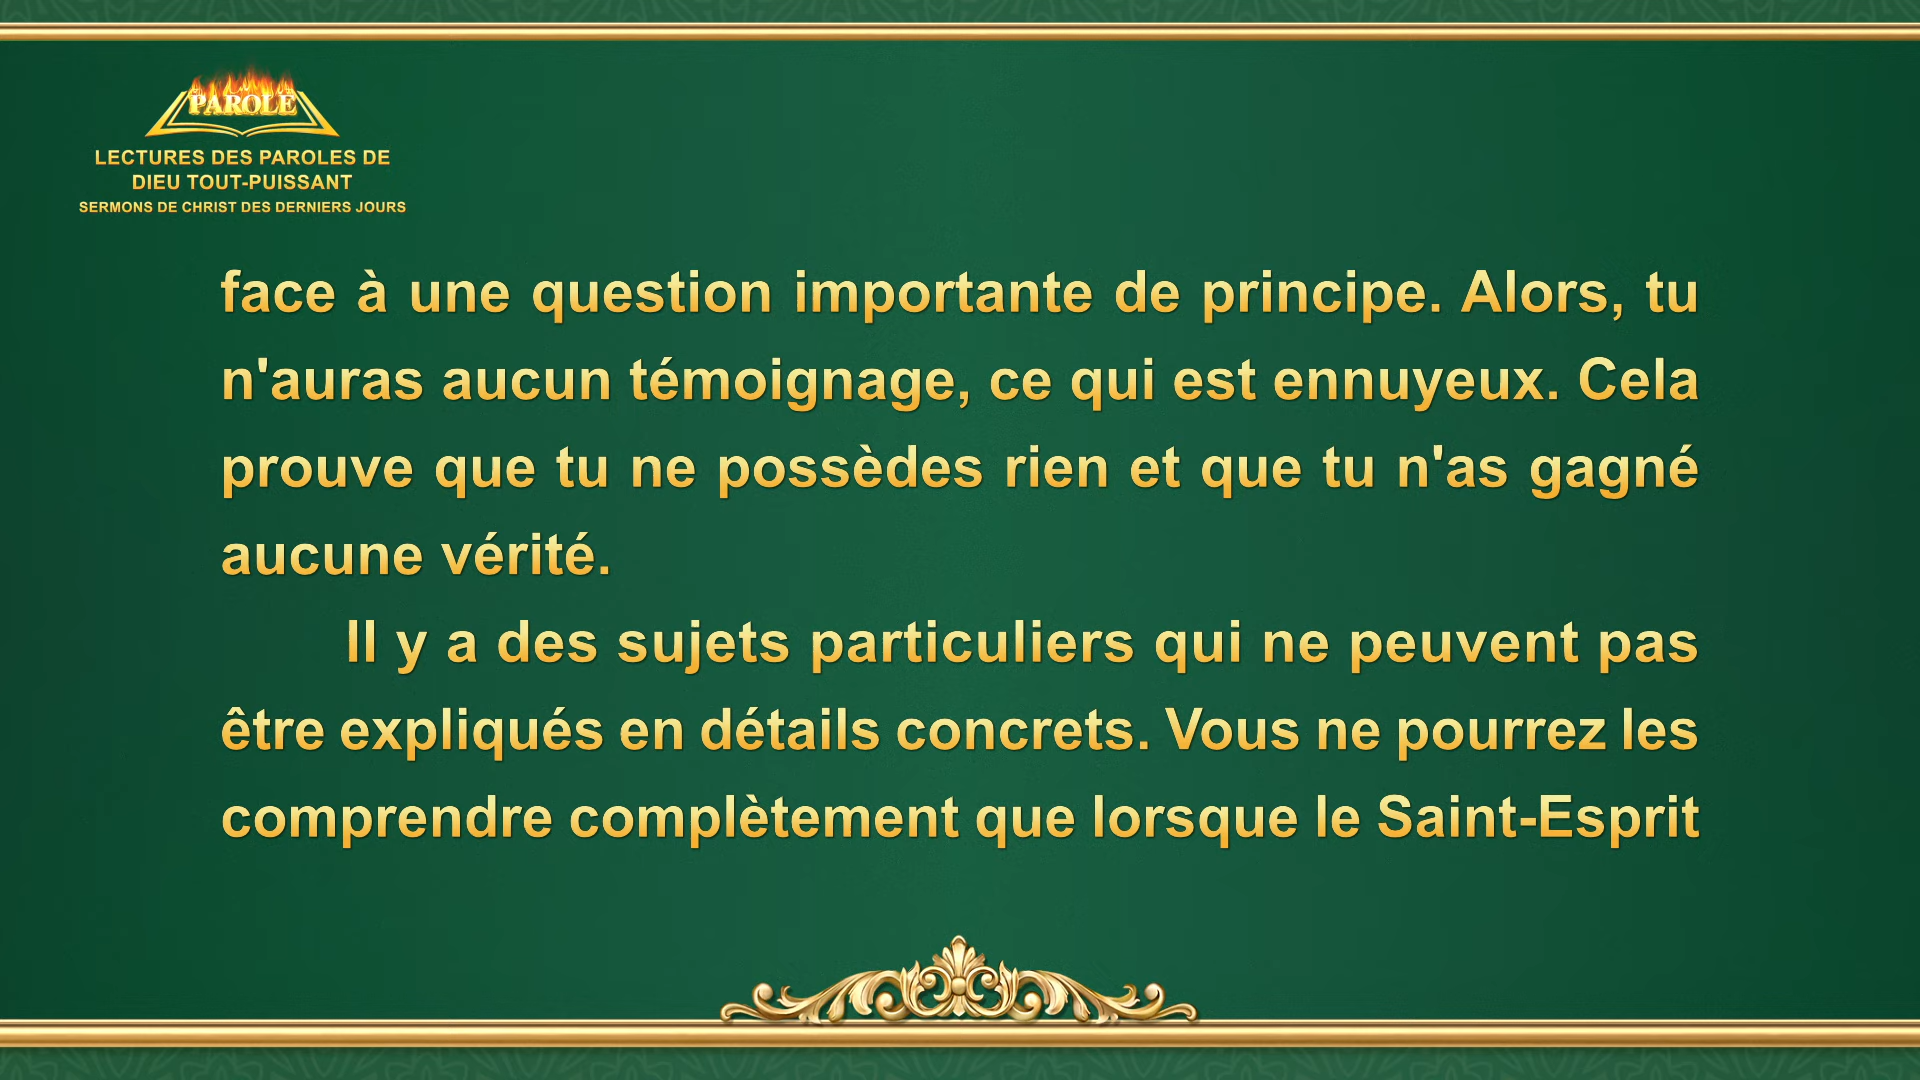 PAROLE
LECTURES DES PAROLES DE
DIEU TOUT-PUISSANT
SERMONS DE CHRIST DES DERNIERS JOURS
face à une question importante de principe. Alors, tu
n'auras aucun témoignage, ce qui est ennuyeux. Cela
prouve que tu ne possèdes rien et que tu n'as gagné
aucune vérité.
Il y a des sujets particuliers qui ne peuvent pas
être expliqués en détails concrets. Vous ne pourrez les
comprendre complètement que lorsque le Saint-Esprit